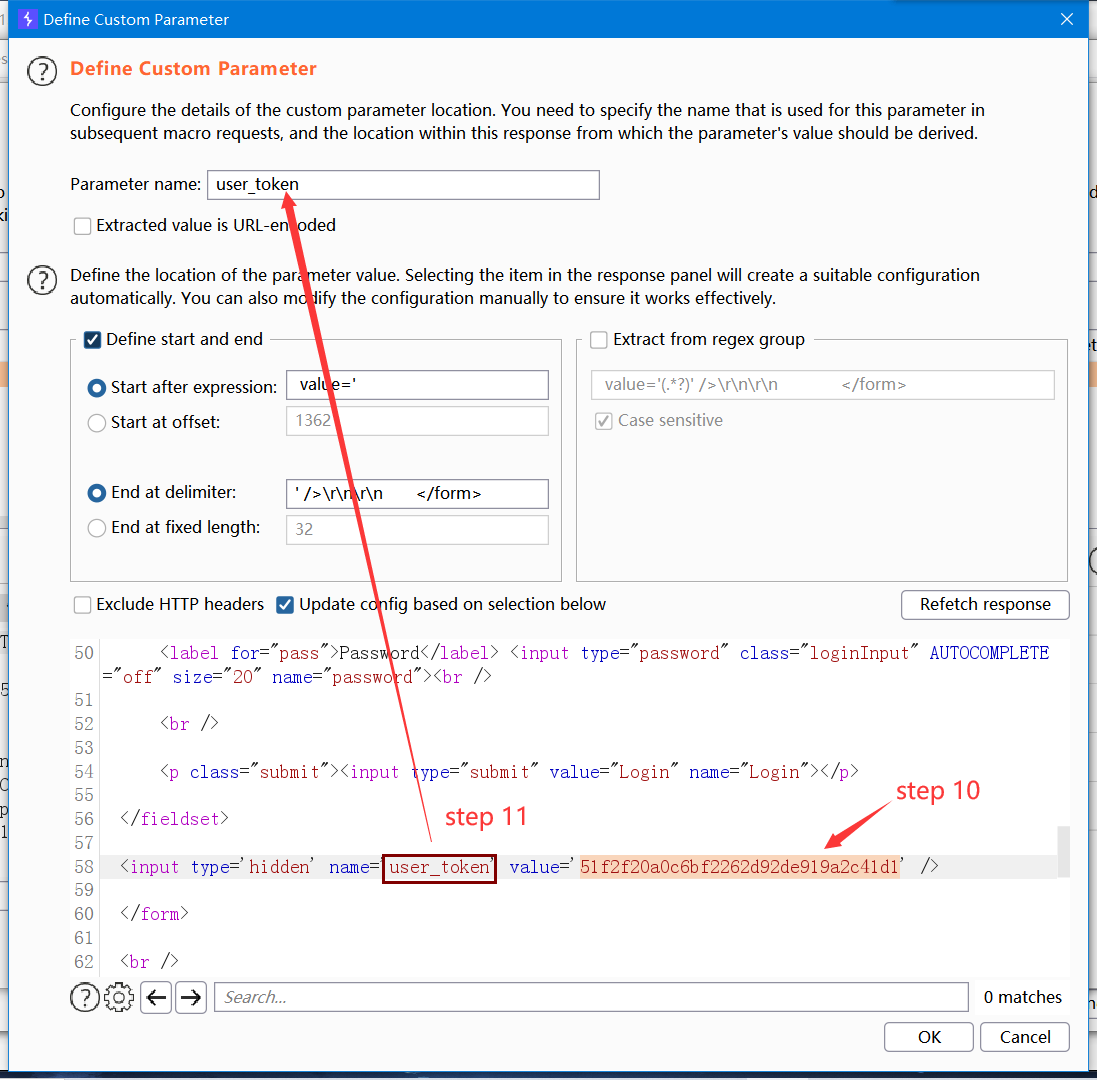 Define Custom Parameter
Define Custom Parameter
Configure the details of the custom parameter location. You need to specify the name that is used for this parameter in
subsequent macro requests, and the location within this response from which the parameter's value should be derived.
Parameter name: user_token
Extracted value is URL-encoded
Define the location of the parameter value. Selecting the item in the response panel will create a suitable configuration
automatically. You can also modify the configuration manually to ensure it works effectively.
Define start and end
Start after expression: value='
Start at offset: 1362
End at delimiter: ' />\r\n\r\n </form>
End at fixed length: 32
Extract from regex group
value='(.*?)' />\r\n\r\n </form>
Case sensitive
Exclude HTTP headers Update config based on selection below Refetch response
50 <label for="pass">Password</label> <input type="password" class="loginInput" AUTOCOMPLETE
="off" size="20" name="password"><br />
51
52 <br />
53
54 <p class="submit"><input type="submit" value="Login" name="Login"></p>
55
step 10
56 </fieldset>
step 11
57
58 <input type='hidden' name='user_token' value='51f2f20a0c6bf2262d92de919a2c41d1' />
59
60 </form>
61
62 <br />
Search...
0 matches
OK Cancel